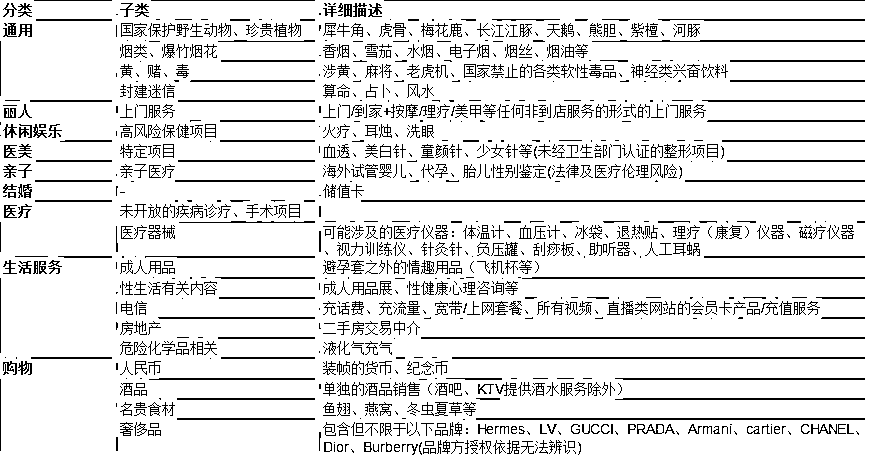 分类 子类 详细描述
通用 国家保护野生动物、珍贵植物 犀牛角、虎骨、梅花鹿、长江江豚、天鹅、熊胆、紫檀、河豚
烟类、爆竹烟花 香烟、雪茄、水烟、电子烟、烟丝、烟油等
黄、赌、毒 涉黄、麻将、老虎机、国家禁止的各类软性毒品、神经类兴奋饮料
封建迷信 算命、占卜、风水
丽人 上门服务 上门/到家+按摩/理疗/美甲等任何非到店服务的形式的上门服务
休闲娱乐 高风险保健项目 火疗、耳烛、洗眼
医美 特定项目 血透、美白针、童颜针、少女针等(未经卫生部门认证的整形项目)
亲子 亲子医疗 海外试管婴儿、代孕、胎儿性别鉴定(法律及医疗伦理风险)
结婚 - 储值卡
医疗 未开放的疾病诊疗、手术项目
医疗器械 可能涉及的医疗仪器：体温计、血压计、冰袋、退热贴、理疗（康复）仪器、磁疗仪器
、视力训练仪、针灸针、负压罐、刮痧板、助听器、人工耳蜗
生活服务 成人用品 避孕套之外的情趣用品（飞机杯等）
性生活有关内容 成人用品展、性健康心理咨询等
电信 充话费、充流量、宽带/上网套餐、所有视频、直播类网站的会员卡产品/充值服务
房地产 二手房交易中介
危险化学品相关 液化气充气
购物 人民币 装帧的货币、纪念币
酒品 单独的酒品销售（酒吧、KTV提供酒水服务除外）
名贵食材 鱼翅、燕窝、冬虫夏草等
奢侈品 包含但不限于以下品牌：Hermes、LV、GUCCI、PRADA、Armani、cartier、CHANEL、
Dior、Burberry(品牌方授权依据无法辨识)